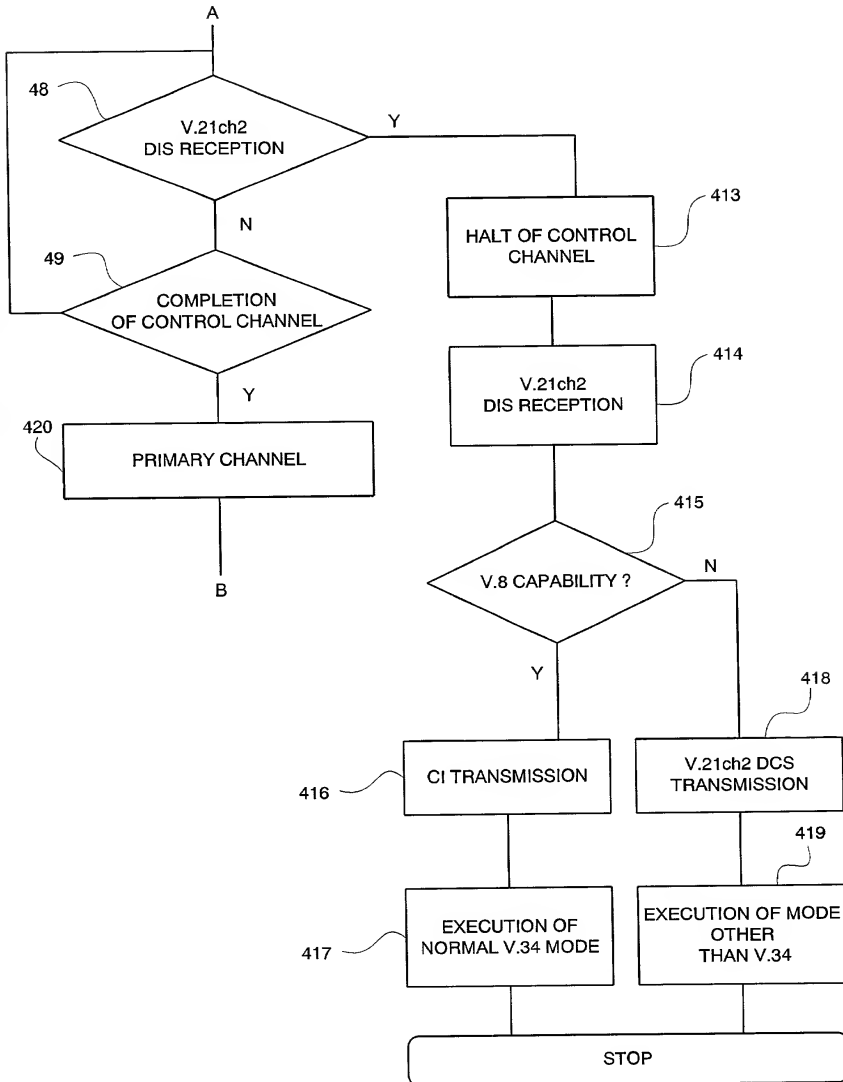 A
48
V.21ch2
DIS RECEPTION
Y
N
413
HALT OF CONTROL
CHANNEL
49
COMPLETION
OF CONTROL CHANNEL
Y
414
V.21ch2
DIS RECEPTION
420
PRIMARY CHANNEL
B
415
V.8 CAPABILITY ?
N
Y
416
CI TRANSMISSION
418
V.21ch2 DCS
TRANSMISSION
417
EXECUTION OF
NORMAL V.34 MODE
419
EXECUTION OF MODE
OTHER
THAN V.34
STOP